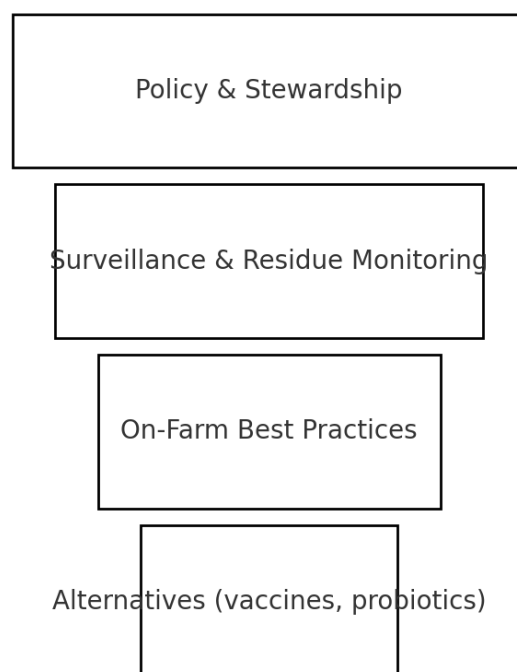 Policy & Stewardship
Surveillance & Residue Monitoring
On-Farm Best Practices
Alternatives (vaccines, probiotics)